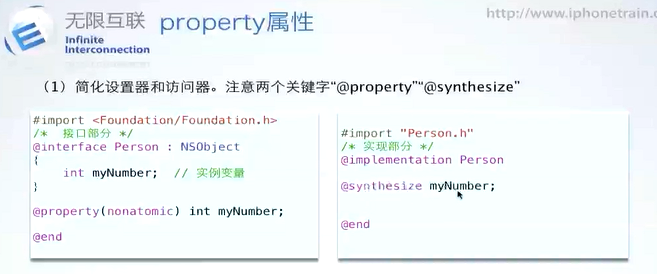 无限互联
Infinite
Interconnection
property属性
http://www.iphonetrain.c
（1）简化设置器和访问器。注意两个关键字“@property”“@synthesize”
#import <Foundation/Foundation.h>
/* 接口部分 */
@interface Person : NSObject
{
int myNumber; // 实例变量
}
@property(nonatomic) int myNumber;
@end
#import "Person.h"
/* 实现部分 */
@implementation Person
@synthesize myNumber;
@end